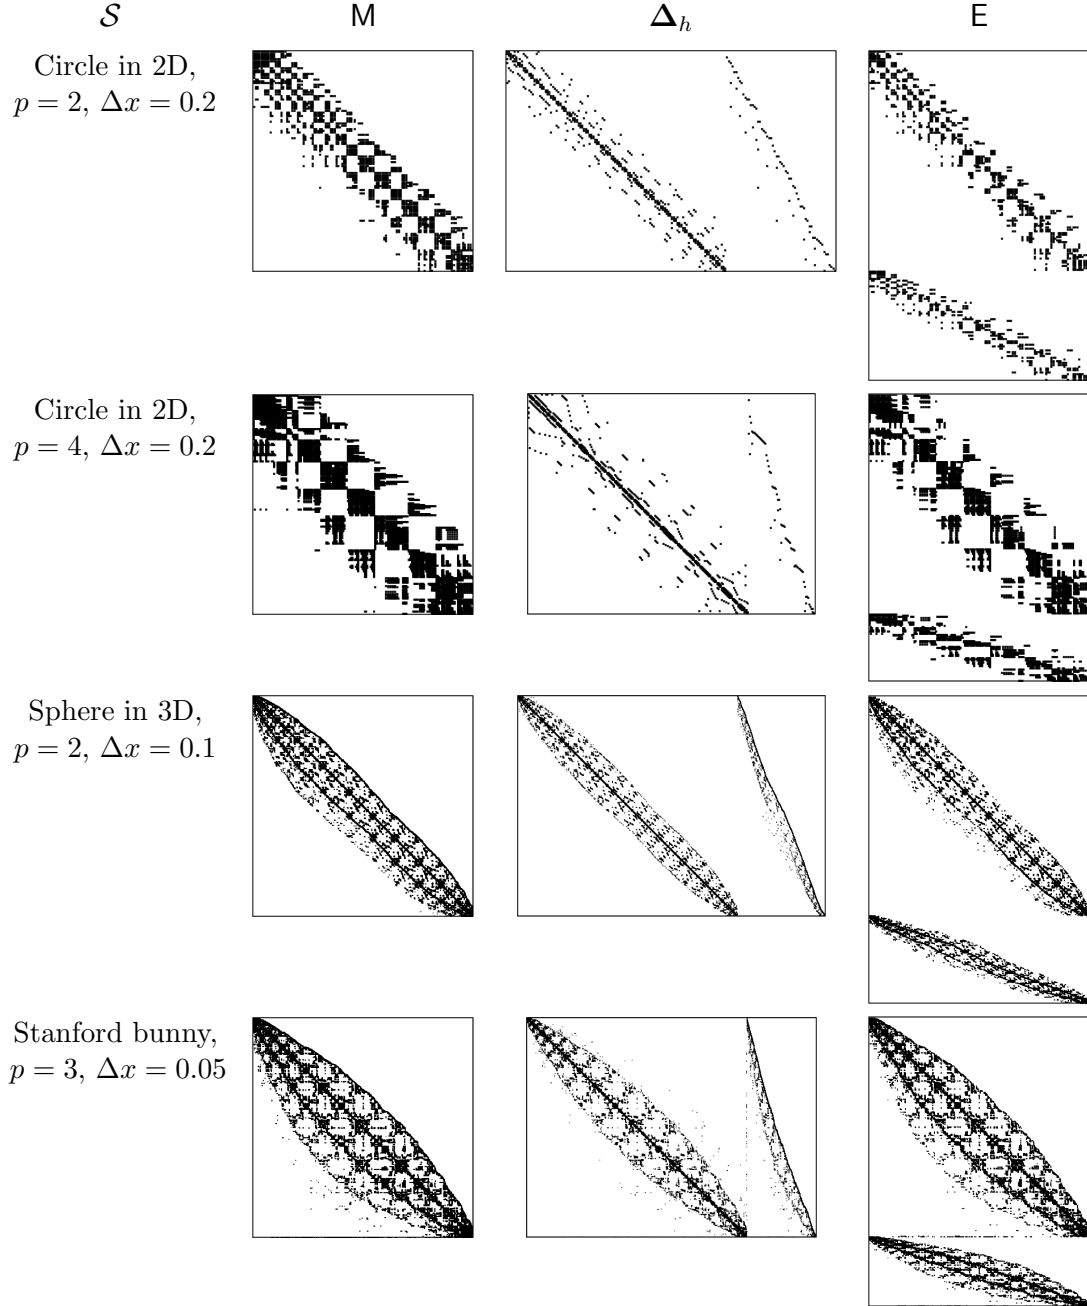 𝒮 M Δₕ E
Circle in 2D,
p = 2, Δx = 0.2
Circle in 2D,
p = 4, Δx = 0.2
Sphere in 3D,
p = 2, Δx = 0.1
Stanford bunny,
p = 3, Δx = 0.05